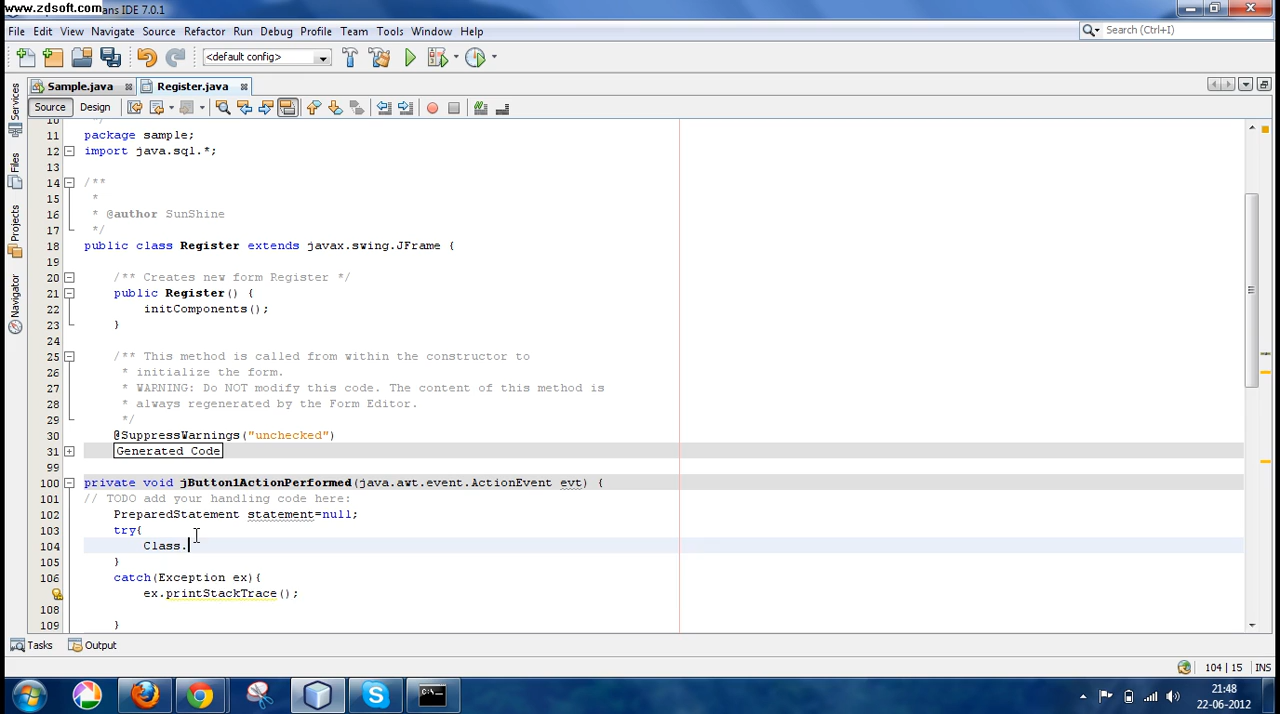 www.zdsoft.com
ans IDE 7.0.1
File Edit View Navigate Source Refactor Run Debug Profile Team Tools Window Help
Search (Ctrl+I)
<default config>
Sample.java
Register.java
Source Design
Services
Files
Projects
Navigator
10 */
11 package sample;
12 import java.sql.*;
13
14 /**
15 *
16 * @author SunShine
17 */
18 public class Register extends javax.swing.JFrame {
19
20 /** Creates new form Register */
21 public Register() {
22 initComponents();
23 }
24
25 /** This method is called from within the constructor to
26 * initialize the form.
27 * WARNING: Do NOT modify this code. The content of this method is
28 * always regenerated by the Form Editor.
29 */
30 @SuppressWarnings("unchecked")
31 Generated Code
99
100 private void jButton1ActionPerformed(java.awt.event.ActionEvent evt) {
101 // TODO add your handling code here:
102 PreparedStatement statement=null;
103 try{
104 Class.
105 }
106 catch(Exception ex){
ex.printStackTrace();
108
109 }
Tasks Output
104 | 15 INS
C:\_
21:48
22-06-2012